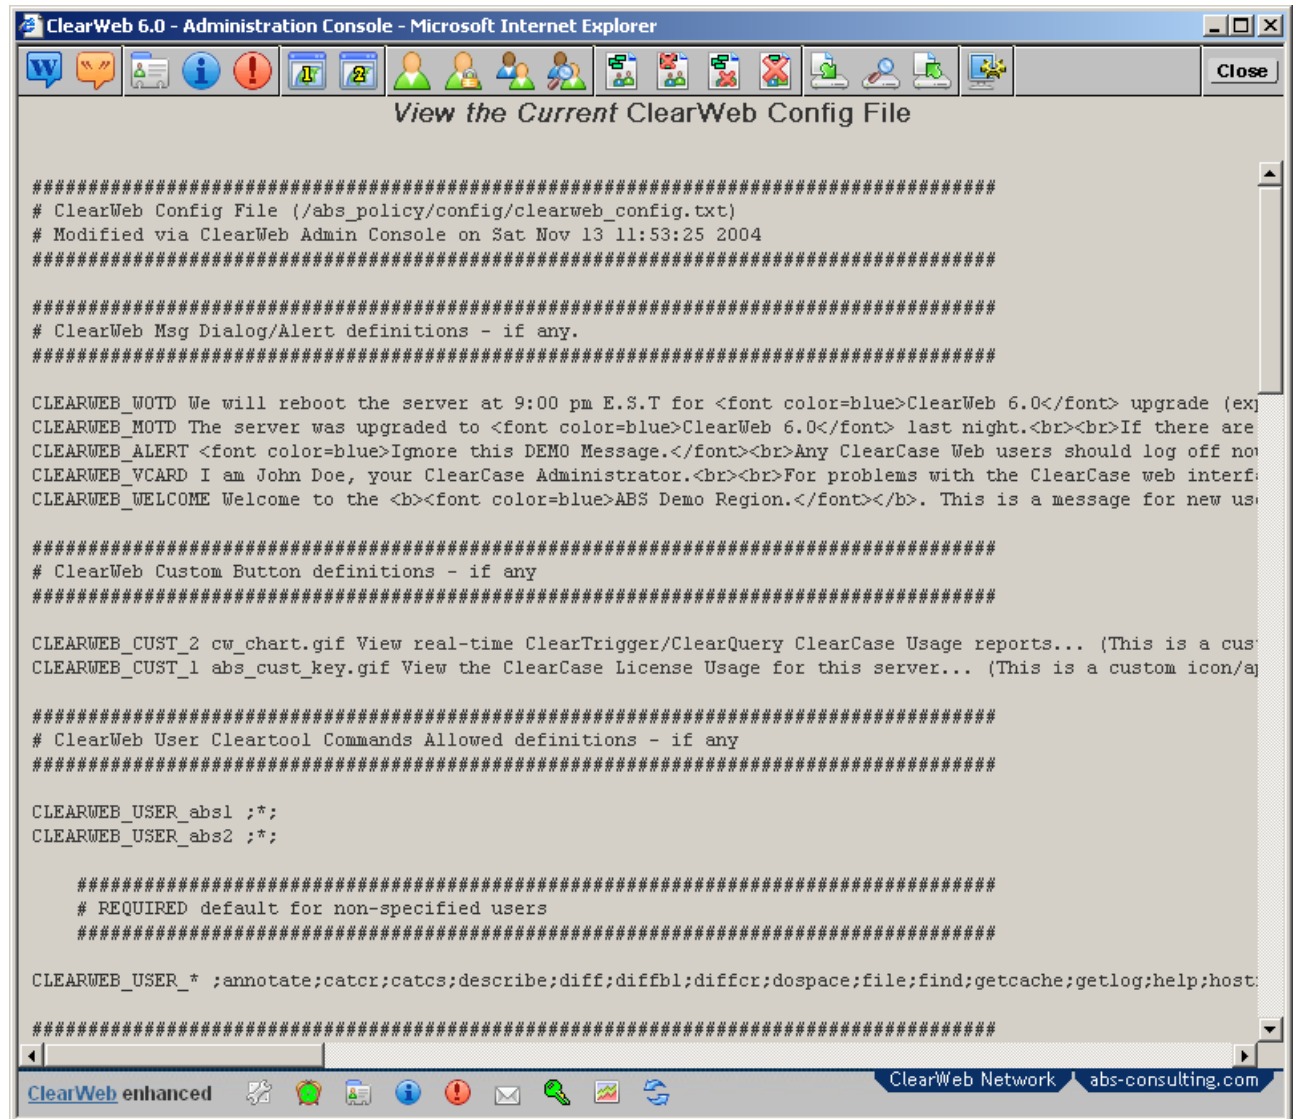 ClearWeb 6.0 - Administration Console - Microsoft Internet Explorer
W 1 2 Close
View the Current ClearWeb Config File
######################################################################################
# ClearWeb Config File (/abs_policy/config/clearweb_config.txt)
# Modified via ClearWeb Admin Console on Sat Nov 13 11:53:25 2004
######################################################################################
######################################################################################
# ClearWeb Msg Dialog/Alert definitions - if any.
######################################################################################
CLEARWEB_WOTD We will reboot the server at 9:00 pm E.S.T for <font color=blue>ClearWeb 6.0</font> upgrade
CLEARWEB_MOTD The server was upgraded to <font color=blue>ClearWeb 6.0</font> last night.<br><br>If there are
CLEARWEB_ALERT <font color=blue>Ignore this DEMO Message.</font><br>Any ClearCase Web users should log off
CLEARWEB_VCARD I am John Doe, your ClearCase Administrator.<br><br>For problems with the ClearCase web
CLEARWEB_WELCOME Welcome to the <b><font color=blue>ABS Demo Region.</font></b>. This is a message for new
######################################################################################
# ClearWeb Custom Button definitions - if any
######################################################################################
CLEARWEB_CUST_2 cw_chart.gif View real-time ClearTrigger/ClearQuery ClearCase Usage reports... (This is a
CLEARWEB_CUST_1 abs_cust_key.gif View the ClearCase License Usage for this server... (This is a custom
######################################################################################
# ClearWeb User Cleartool Commands Allowed definitions - if any
######################################################################################
CLEARWEB_USER_abs1 ;*;
CLEARWEB_USER_abs2 ;*;
##################################################################################
# REQUIRED default for non-specified users
##################################################################################
CLEARWEB_USER_* ;annotate;catcr;catcs;describe;diff;diffbl;diffcr;dospace;file;find;getcache;getlog;help;
######################################################################################
ClearWeb enhanced ClearWeb Network abs-consulting.com